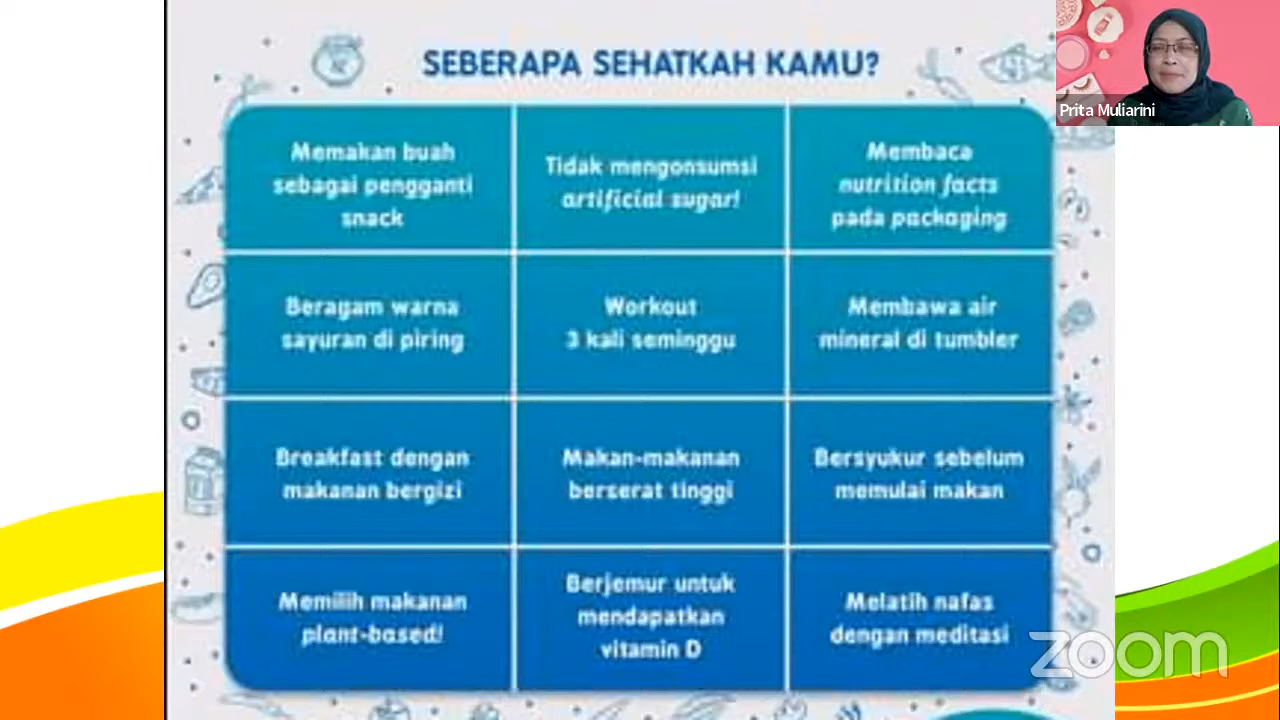 SEBERAPA SEHATKAH KAMU?
Prita Muliarini
Memakan buah
sebagai pengganti
snack
Tidak mengonsumsi
artificial sugar!
Membaca
nutrition facts
pada packaging
Beragam warna
sayuran di piring
Workout
3 kali seminggu
Membawa air
mineral di tumbler
Breakfast dengan
makanan bergizi
Makan-makanan
berserat tinggi
Bersyukur sebelum
memulai makan
Memilih makanan
plant-based!
Berjemur untuk
mendapatkan
vitamin D
Melatih nafas
dengan meditasi
zoom